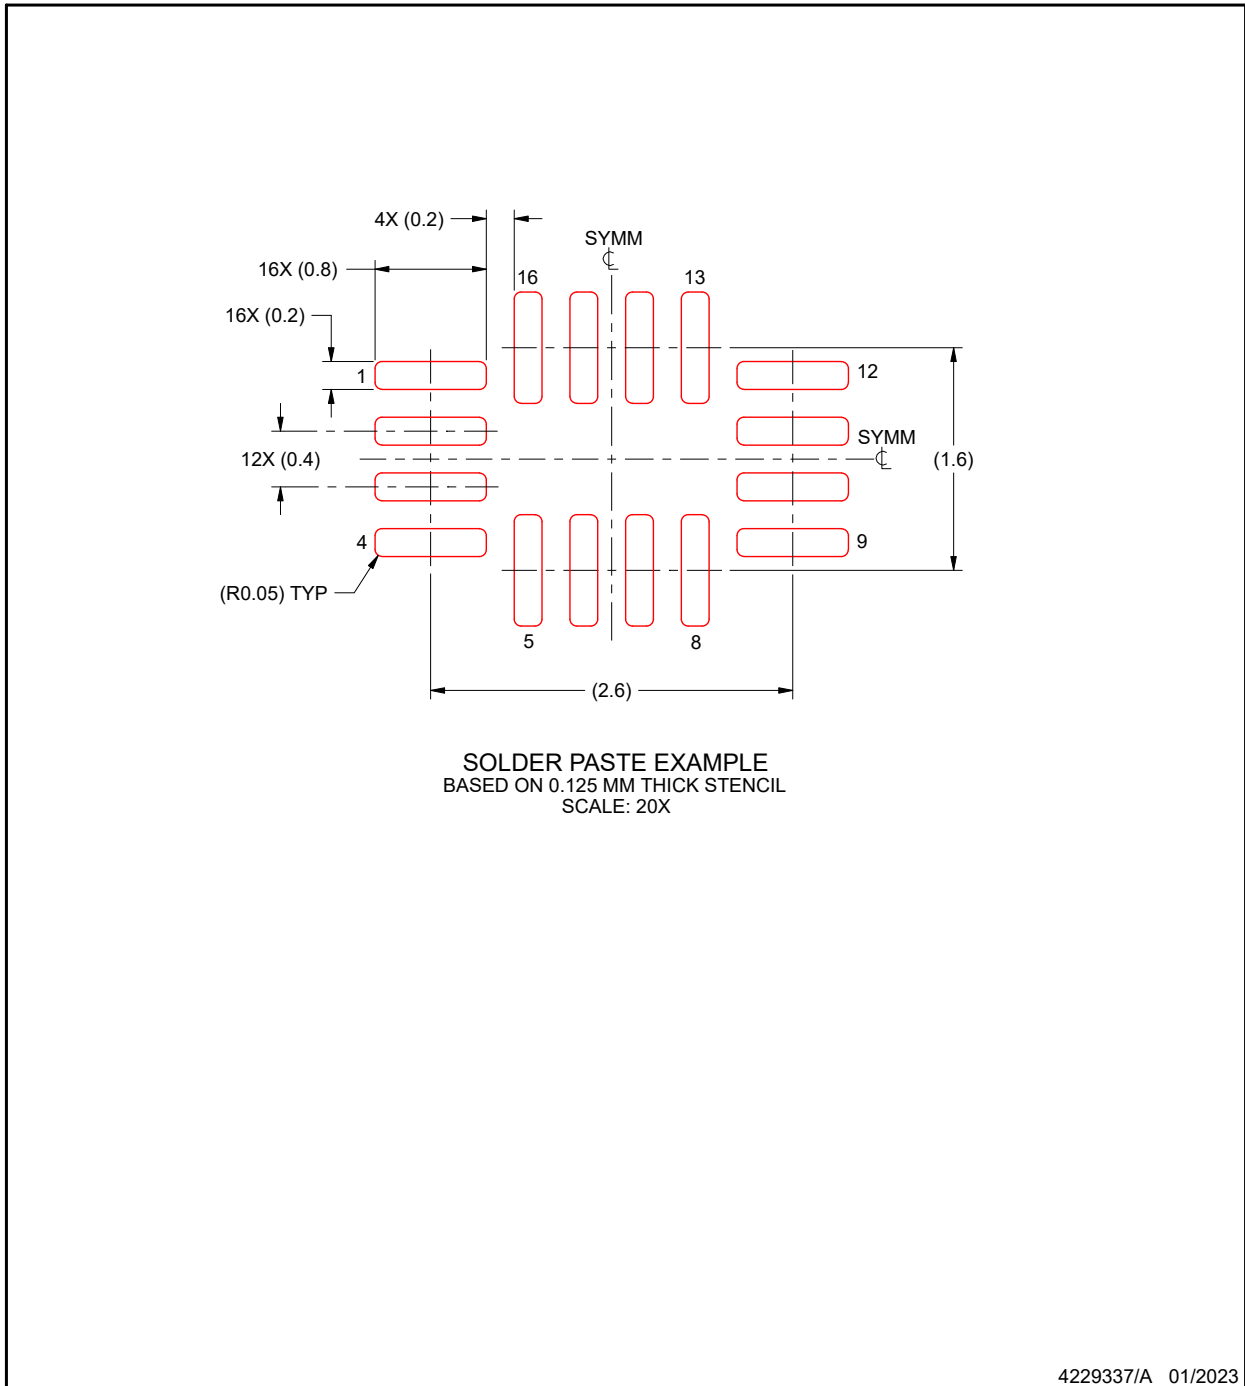 4X (0.2)
SYMM
16X (0.8)
16
13
16X (0.2)
1
12
SYMM
12X (0.4)
(1.6)
4
9
(R0.05) TYP
5
8
(2.6)
SOLDER PASTE EXAMPLE
BASED ON 0.125 MM THICK STENCIL
SCALE: 20X
4229337/A 01/2023